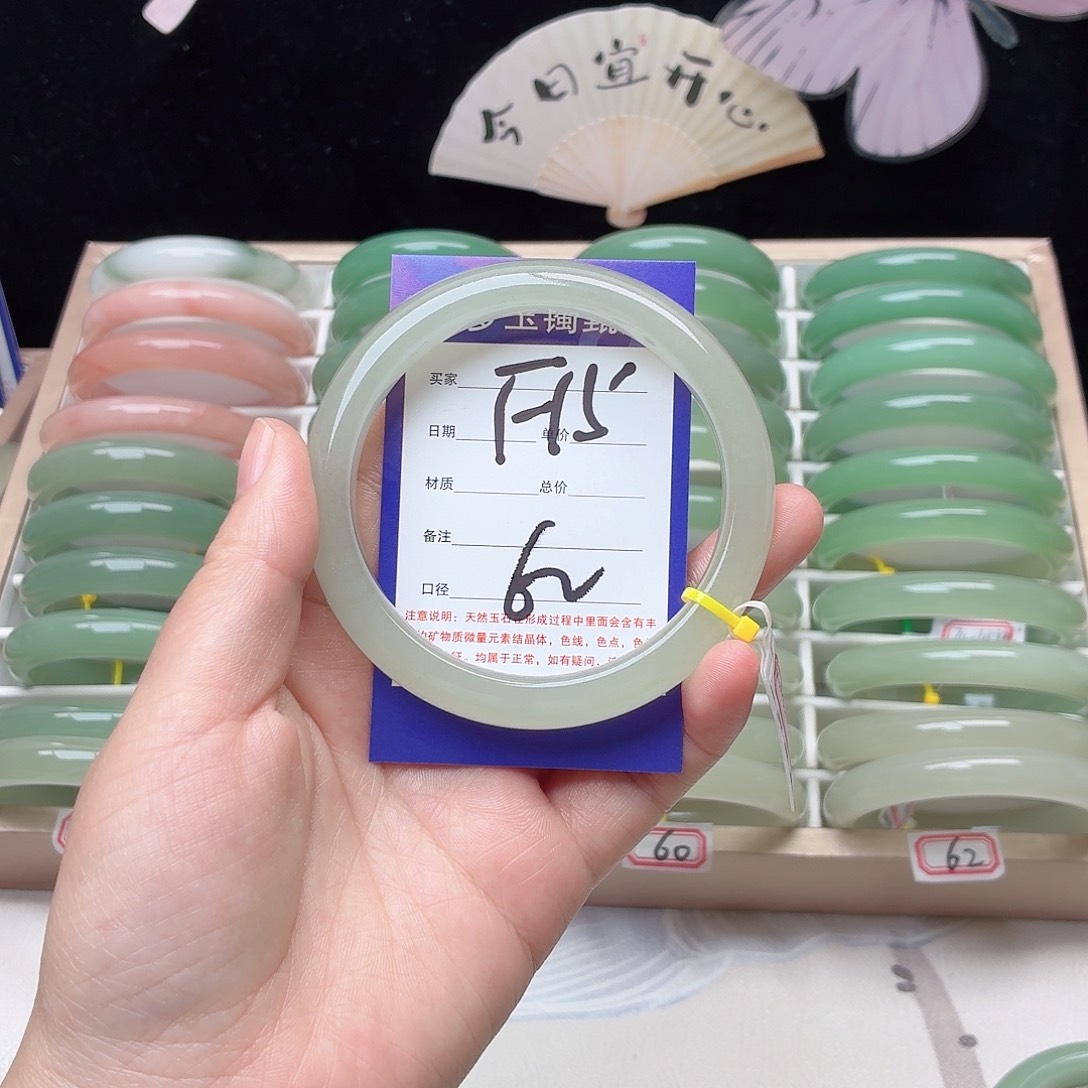 今日宜开心
玉镯
买家
日期 单价
材质 总价
备注
口径 62
注意说明：天然玉石在形成过程中里面会含有丰
矿物质微量元素结晶体，色线，色点，色
征。均属于正常，如有疑问，
60
62